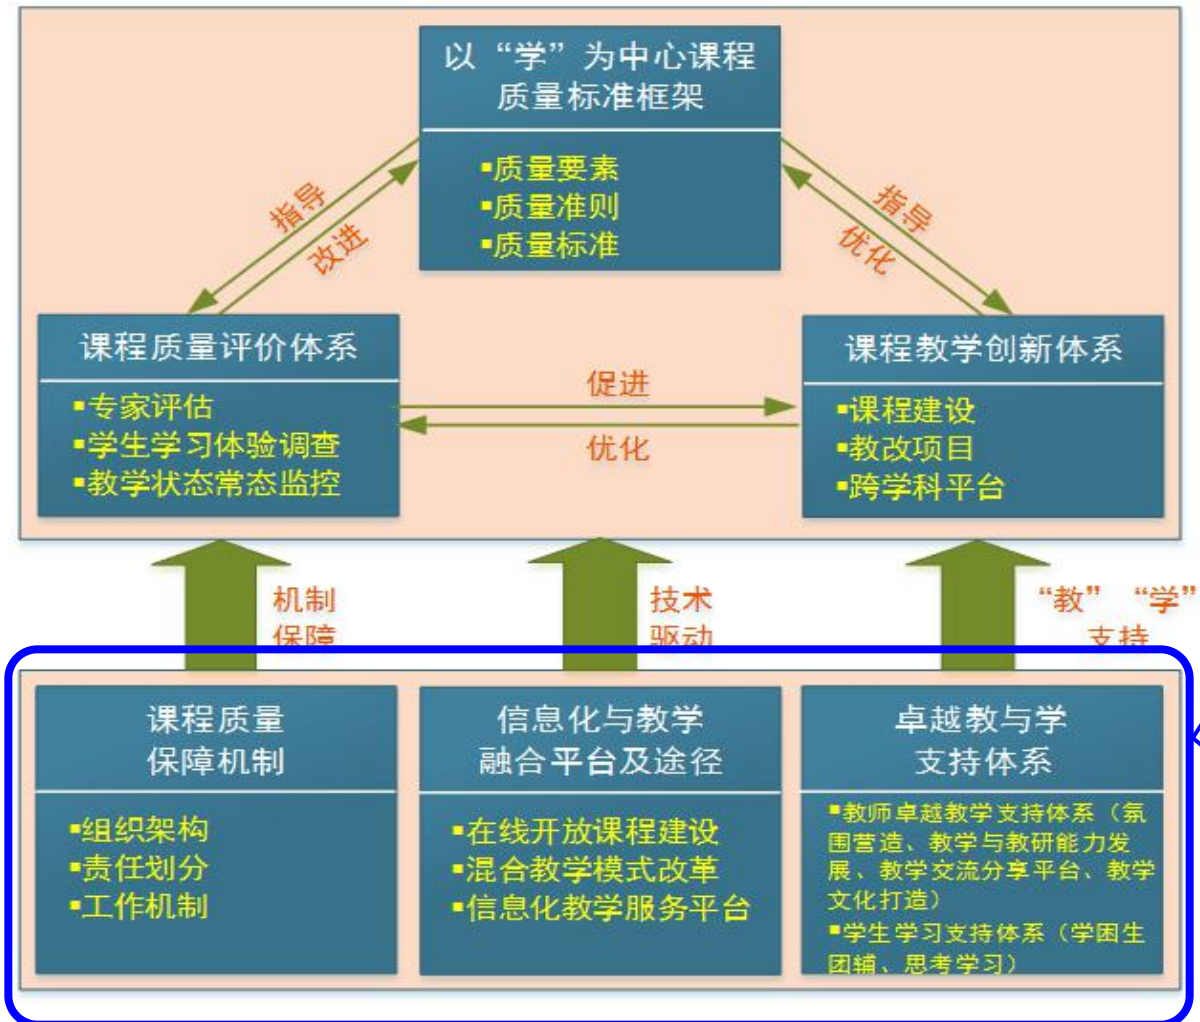 以“学”为中心课程
质量标准框架
▪质量要素
▪质量准则
▪质量标准
指导
改进
指导
优化
课程质量评价体系
▪专家评估
▪学生学习体验调查
▪教学状态常态监控
促进
优化
课程教学创新体系
▪课程建设
▪教改项目
▪跨学科平台
机制
保障
技术
驱动
“教”“学”
支持
课程质量
保障机制
▪组织架构
▪责任划分
▪工作机制
信息化与教学
融合平台及途径
▪在线开放课程建设
▪混合教学模式改革
▪信息化教学服务平台
卓越教与学
支持体系
▪教师卓越教学支持体系（氛
围营造、教学与教研能力发
展、教学交流分享平台、教学
文化打造）
▪学生学习支持体系（学困生
团辅、思考学习）